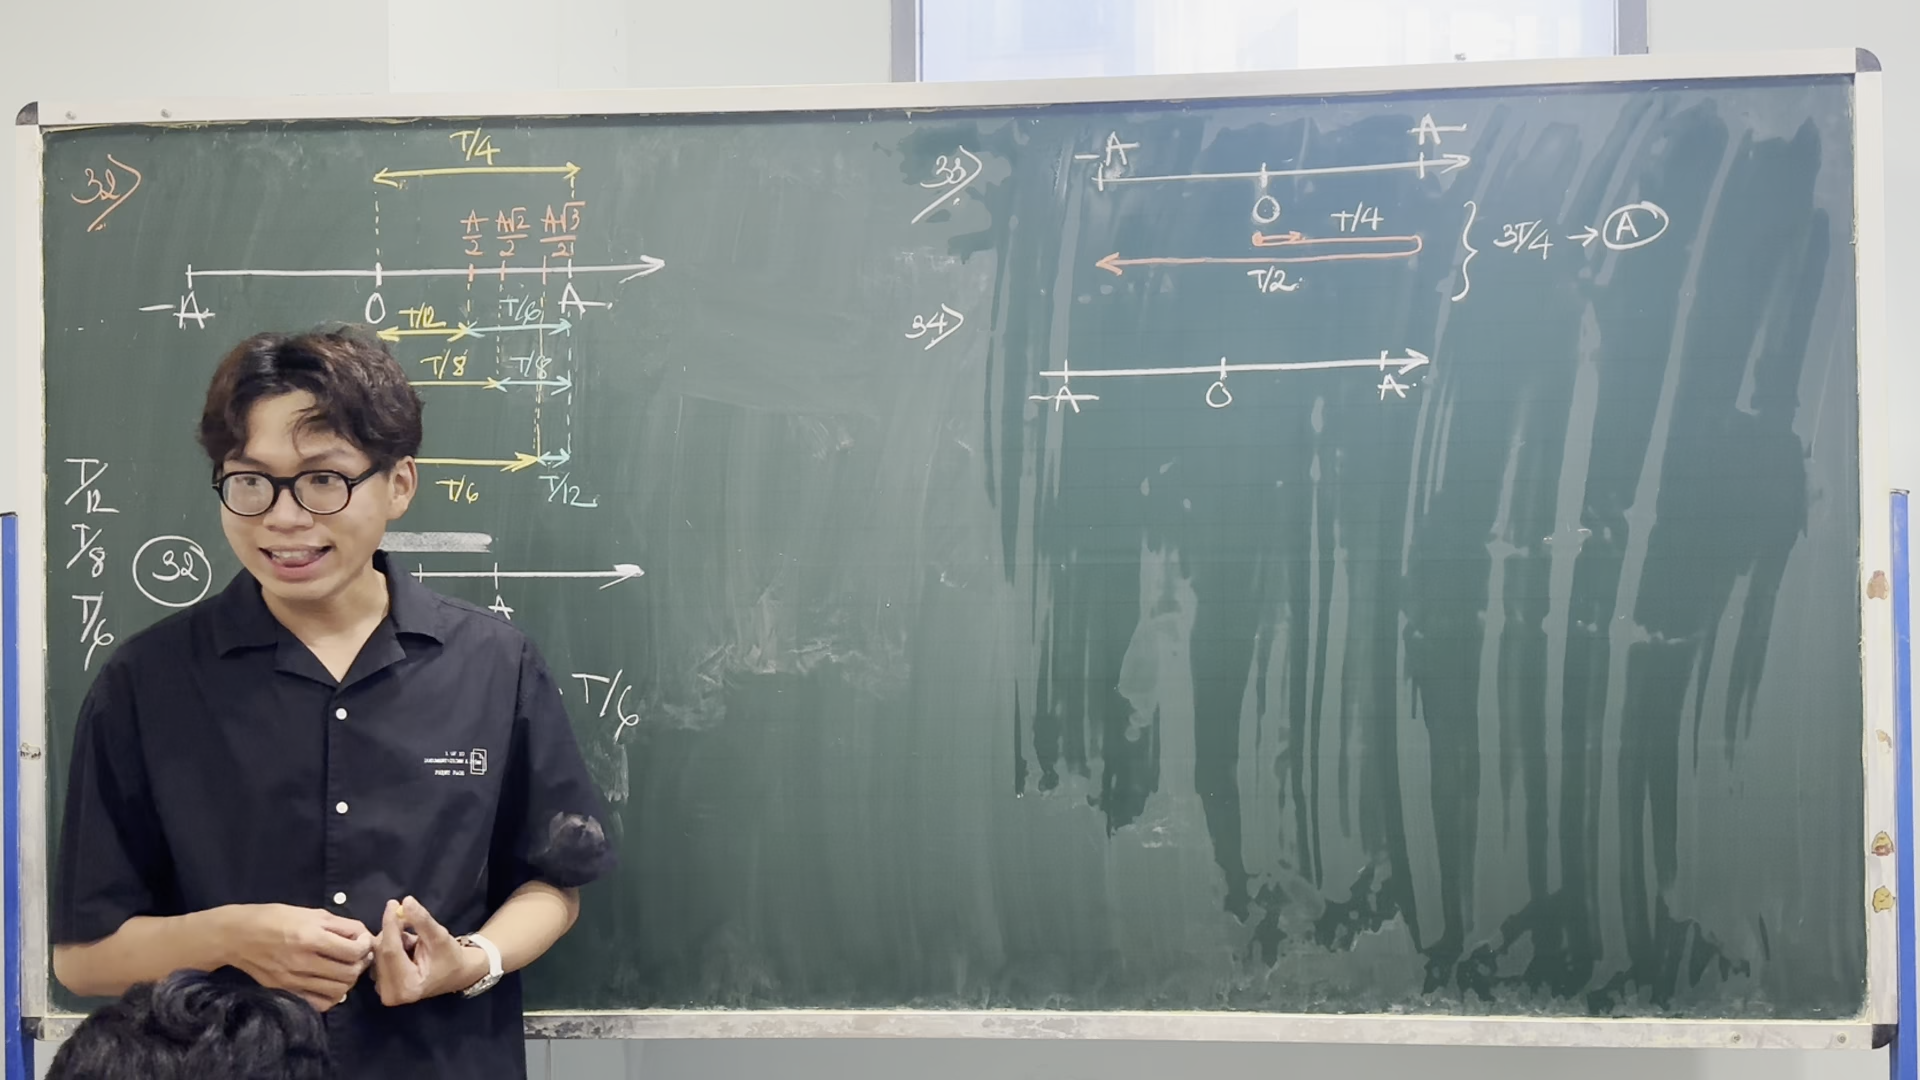 32)
T/4
A/2 A√2/2 A√3/2
-A O A
T/12 T/6
T/8 T/8
T/6 T/12
T/12
T/8
T/6
32
A
T/6
33)
-A A
O
T/4
T/2
3T/4 → A
34)
-A O A